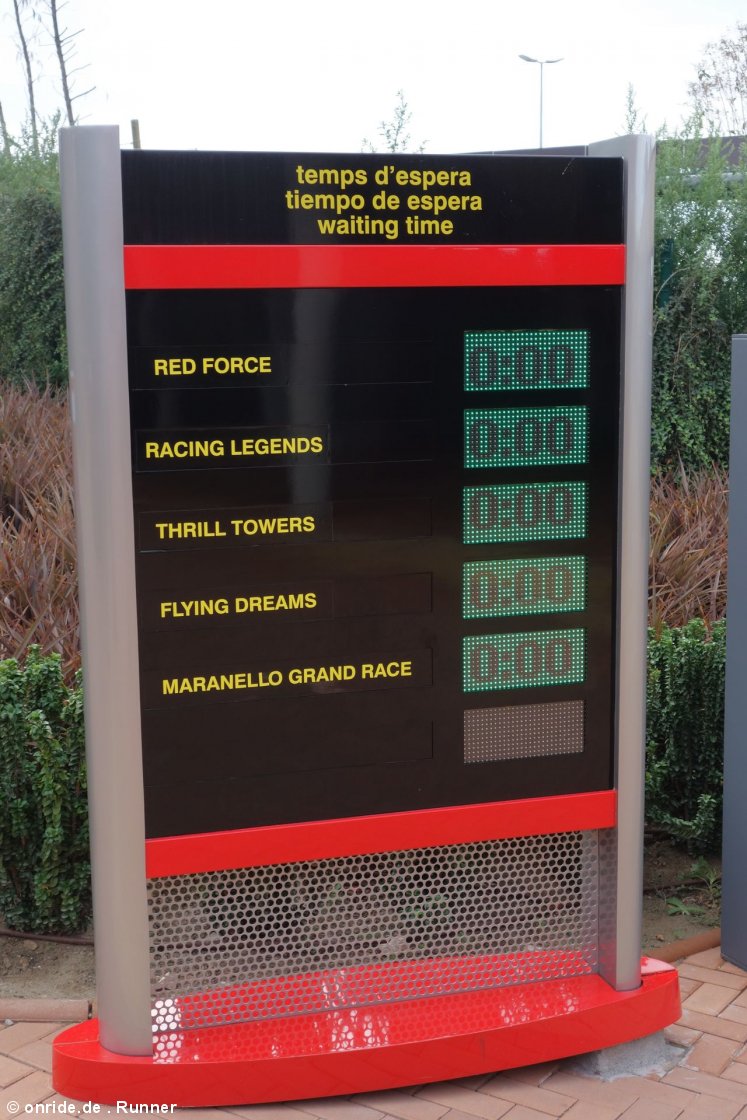 temps d'espera
tiempo de espera
waiting time
RED FORCE 0:00
RACING LEGENDS 0:00
THRILL TOWERS 0:00
FLYING DREAMS 0:00
MARANELLO GRAND RACE 0:00
© onride.de . Runner